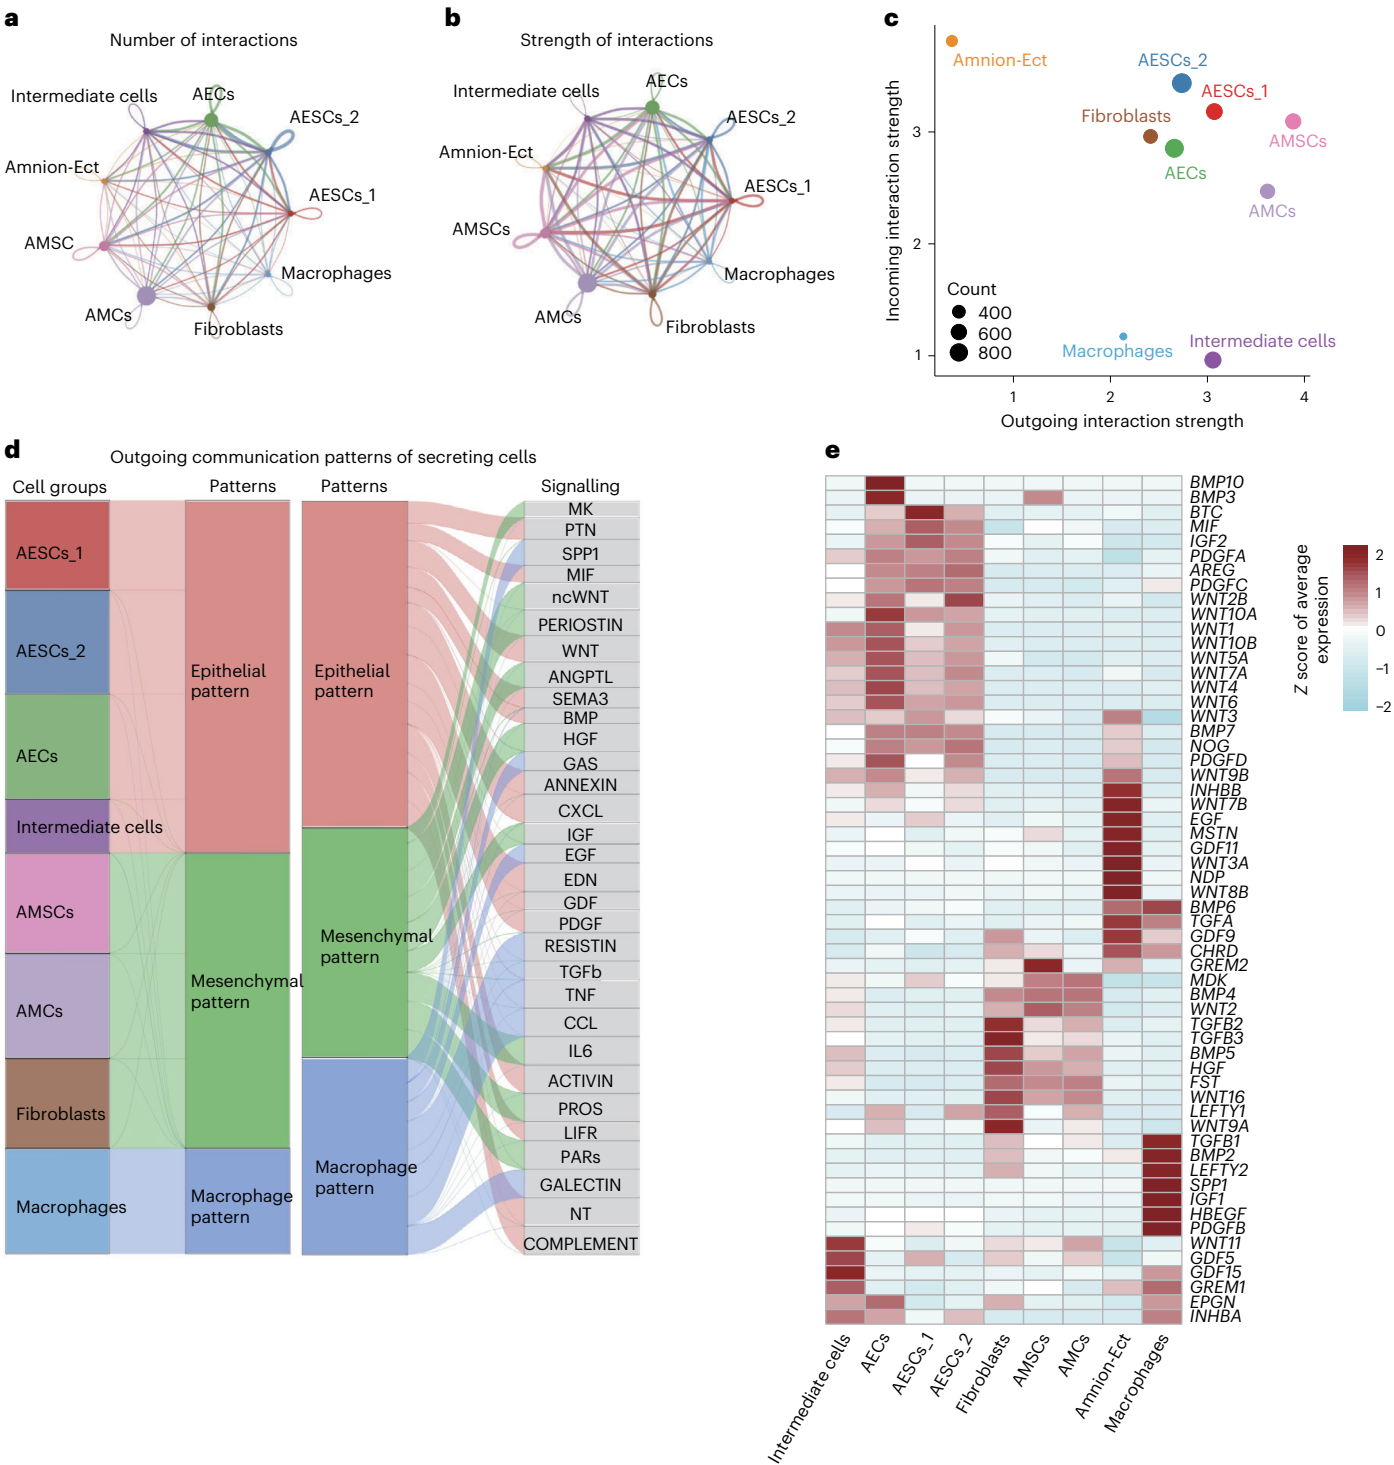 a
Number of interactions
Intermediate cells
AECs
AESCs_2
Amnion-Ect
AESCs_1
AMSC
Macrophages
AMCs
Fibroblasts
b
Strength of interactions
Intermediate cells
AECs
AESCs_2
Amnion-Ect
AESCs_1
AMSCs
Macrophages
AMCs
Fibroblasts
c
Incoming interaction strength
3
2
1
Amnion-Ect
AESCs_2
AESCs_1
Fibroblasts
AMSCs
AECs
AMCs
Count
400
600
800
Macrophages
Intermediate cells
1 2 3 4
Outgoing interaction strength
d
Outgoing communication patterns of secreting cells
Cell groups
Patterns
Patterns
Signalling
AESCs_1
AESCs_2
AECs
Intermediate cells
AMSCs
AMCs
Fibroblasts
Macrophages
Epithelial
pattern
Mesenchymal
pattern
Macrophage
pattern
Epithelial
pattern
Mesenchymal
pattern
Macrophage
pattern
MK
PTN
SPP1
MIF
ncWNT
PERIOSTIN
WNT
ANGPTL
SEMA3
BMP
HGF
GAS
ANNEXIN
CXCL
IGF
EGF
EDN
GDF
PDGF
RESISTIN
TGFb
TNF
CCL
IL6
ACTIVIN
PROS
LIFR
PARs
GALECTIN
NT
COMPLEMENT
e
BMP10
BMP3
BTC
MIF
IGF2
PDGFA
AREG
PDGFC
WNT2B
WNT10A
WNT1
WNT10B
WNT5A
WNT7A
WNT4
WNT6
WNT3
BMP7
NOG
PDGFD
WNT9B
INHBB
WNT7B
EGF
MSTN
GDF11
WNT3A
NDP
WNT8B
BMP6
TGFA
GDF9
CHRD
GREM2
MDK
BMP4
WNT2
TGFB2
TGFB3
BMP5
HGF
FST
WNT16
LEFTY1
WNT9A
TGFB1
BMP2
LEFTY2
SPP1
IGF1
HBEGF
PDGFB
WNT11
GDF5
GDF15
GREM1
EPGN
INHBA
Intermediate cells
AECs
AESCs_1
AESCs_2
Fibroblasts
AMSCs
AMCs
Amnion-Ect
Macrophages
Z score of average
expression
2
1
0
−1
−2